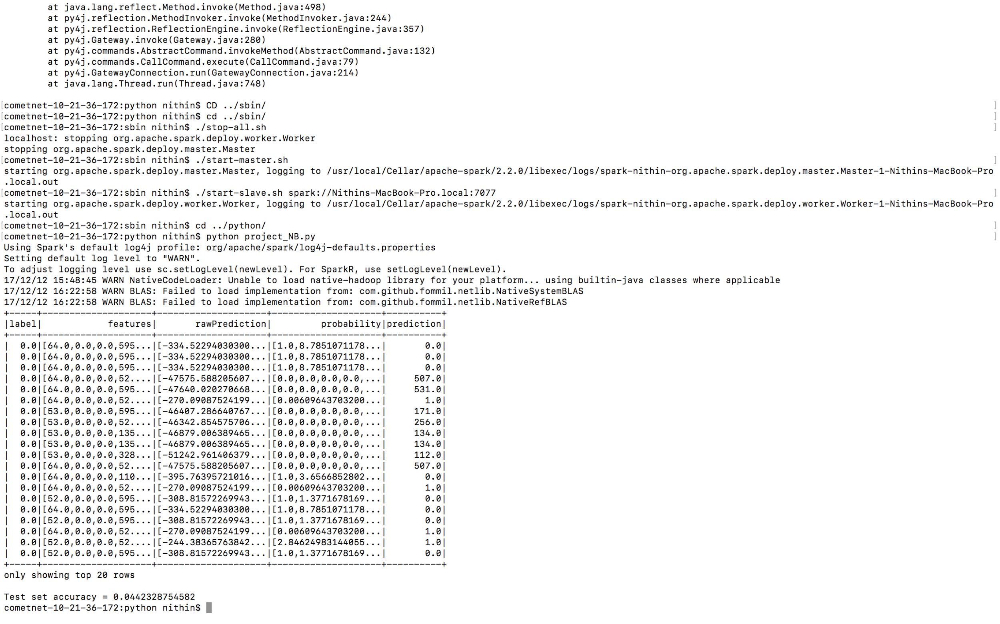 at java.lang.reflect.Method.invoke(Method.java:498)
at py4j.reflection.MethodInvoker.invoke(MethodInvoker.java:244)
at py4j.reflection.ReflectionEngine.invoke(ReflectionEngine.java:357)
at py4j.Gateway.invoke(Gateway.java:280)
at py4j.commands.AbstractCommand.invokeMethod(AbstractCommand.java:132)
at py4j.commands.CallCommand.execute(CallCommand.java:79)
at py4j.GatewayConnection.run(GatewayConnection.java:214)
at java.lang.Thread.run(Thread.java:748)
[cometnet-10-21-36-172:python nithin$ CD ../sbin/ ]
[cometnet-10-21-36-172:python nithin$ cd ../sbin/ ]
[cometnet-10-21-36-172:sbin nithin$ ./stop-all.sh ]
localhost: stopping org.apache.spark.deploy.worker.Worker
stopping org.apache.spark.deploy.master.Master
[cometnet-10-21-36-172:sbin nithin$ ./start-master.sh ]
starting org.apache.spark.deploy.master.Master, logging to /usr/local/Cellar/apache-spark/2.2.0/libexec/logs/spark-nithin-org.apache.spark.deploy.master.Master-1-Nithins-MacBook-Pro
.local.out
[cometnet-10-21-36-172:sbin nithin$ ./start-slave.sh spark://Nithins-MacBook-Pro.local:7077 ]
starting org.apache.spark.deploy.worker.Worker, logging to /usr/local/Cellar/apache-spark/2.2.0/libexec/logs/spark-nithin-org.apache.spark.deploy.worker.Worker-1-Nithins-MacBook-Pro
.local.out
[cometnet-10-21-36-172:sbin nithin$ cd ../python/ ]
[cometnet-10-21-36-172:python nithin$ python project_NB.py ]
Using Spark's default log4j profile: org/apache/spark/log4j-defaults.properties
Setting default log level to "WARN".
To adjust logging level use sc.setLogLevel(newLevel). For SparkR, use setLogLevel(newLevel).
17/12/12 15:48:45 WARN NativeCodeLoader: Unable to load native-hadoop library for your platform... using builtin-java classes where applicable
17/12/12 16:22:58 WARN BLAS: Failed to load implementation from: com.github.fommil.netlib.NativeSystemBLAS
17/12/12 16:22:58 WARN BLAS: Failed to load implementation from: com.github.fommil.netlib.NativeRefBLAS
+-----+--------------------+--------------------+--------------------+----------+
|label|            features|       rawPrediction|         probability|prediction|
+-----+--------------------+--------------------+--------------------+----------+
|  0.0|[64.0,0.0,0.0,595...|[-334.52294030300...|[1.0,8.7851071178...|       0.0|
|  0.0|[64.0,0.0,0.0,595...|[-334.52294030300...|[1.0,8.7851071178...|       0.0|
|  0.0|[64.0,0.0,0.0,595...|[-334.52294030300...|[1.0,8.7851071178...|       0.0|
|  0.0|[64.0,0.0,0.0,52....|[-47575.588205607...|[0.0,0.0,0.0,0.0,...|     507.0|
|  0.0|[64.0,0.0,0.0,595...|[-47640.020270668...|[0.0,0.0,0.0,0.0,...|     531.0|
|  0.0|[64.0,0.0,0.0,52....|[-270.09087524199...|[0.00609643703200...|       1.0|
|  0.0|[53.0,0.0,0.0,595...|[-46407.286640767...|[0.0,0.0,0.0,0.0,...|     171.0|
|  0.0|[53.0,0.0,0.0,52....|[-46342.854575706...|[0.0,0.0,0.0,0.0,...|     256.0|
|  0.0|[53.0,0.0,0.0,135...|[-46879.006389465...|[0.0,0.0,0.0,0.0,...|     134.0|
|  0.0|[53.0,0.0,0.0,135...|[-46879.006389465...|[0.0,0.0,0.0,0.0,...|     134.0|
|  0.0|[53.0,0.0,0.0,328...|[-51242.961406379...|[0.0,0.0,0.0,0.0,...|     112.0|
|  0.0|[64.0,0.0,0.0,52....|[-47575.588205607...|[0.0,0.0,0.0,0.0,...|     507.0|
|  0.0|[64.0,0.0,0.0,110...|[-395.76395721016...|[1.0,3.6566852802...|       0.0|
|  0.0|[64.0,0.0,0.0,52....|[-270.09087524199...|[0.00609643703200...|       1.0|
|  0.0|[52.0,0.0,0.0,595...|[-308.81572269943...|[1.0,1.3771678169...|       0.0|
|  0.0|[64.0,0.0,0.0,595...|[-334.52294030300...|[1.0,8.7851071178...|       0.0|
|  0.0|[52.0,0.0,0.0,595...|[-308.81572269943...|[1.0,1.3771678169...|       0.0|
|  0.0|[64.0,0.0,0.0,52....|[-270.09087524199...|[0.00609643703200...|       1.0|
|  0.0|[52.0,0.0,0.0,52....|[-244.38365763842...|[2.84624983144055...|       1.0|
|  0.0|[52.0,0.0,0.0,595...|[-308.81572269943...|[1.0,1.3771678169...|       0.0|
+-----+--------------------+--------------------+--------------------+----------+
only showing top 20 rows
Test set accuracy = 0.0442328754582
cometnet-10-21-36-172:python nithin$